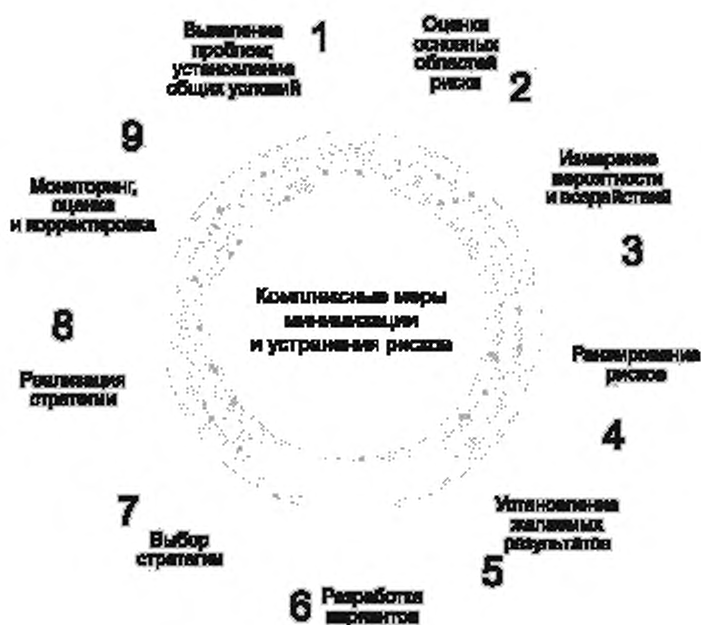 1
Выявление
проблем;
установление
общих условий
2
Оценка
основных
областей
риска
3
Измерение
вероятности
и воздействий
4
Ранжирование
рисков
5
Установление
желаемых
результатов
6
Разработка
вариантов
7
Выбор
стратегии
8
Реализация
стратегии
9
Мониторинг,
оценка
и корректировка
Комплексные меры
минимизации
и устранения рисков